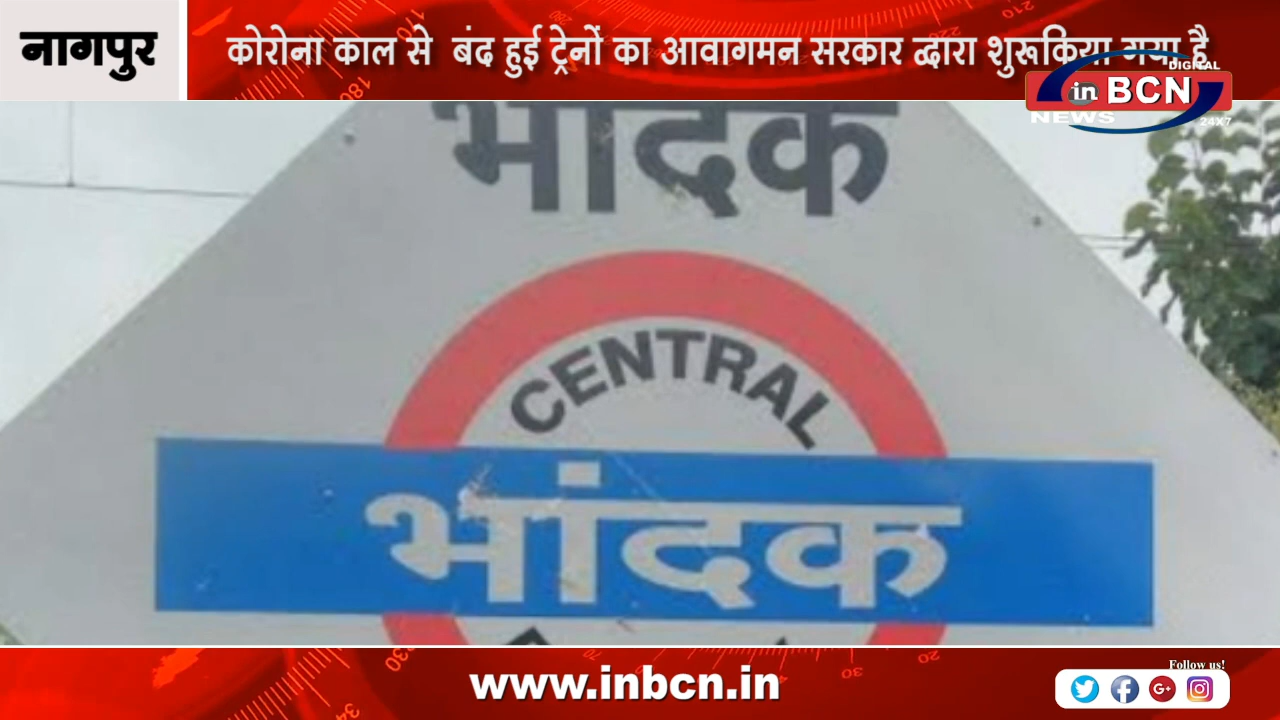 नागपुर
कोरोना काल से बंद हुई ट्रेनों का आवागमन सरकार द्वारा शुरू किया गया है
DIGITAL
in BCN
NEWS
24X7
भांदक
CENTRAL
भांदक
www.inbcn.in
Follow us!